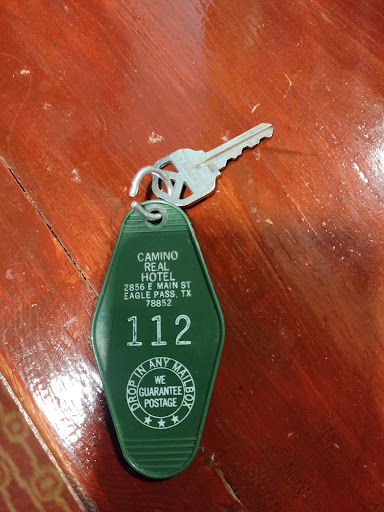 CAMINO
REAL
HOTEL
2856 E MAIN ST
EAGLE PASS, TX
78852
112
DROP IN ANY MAILBOX
WE
GUARANTEE
POSTAGE